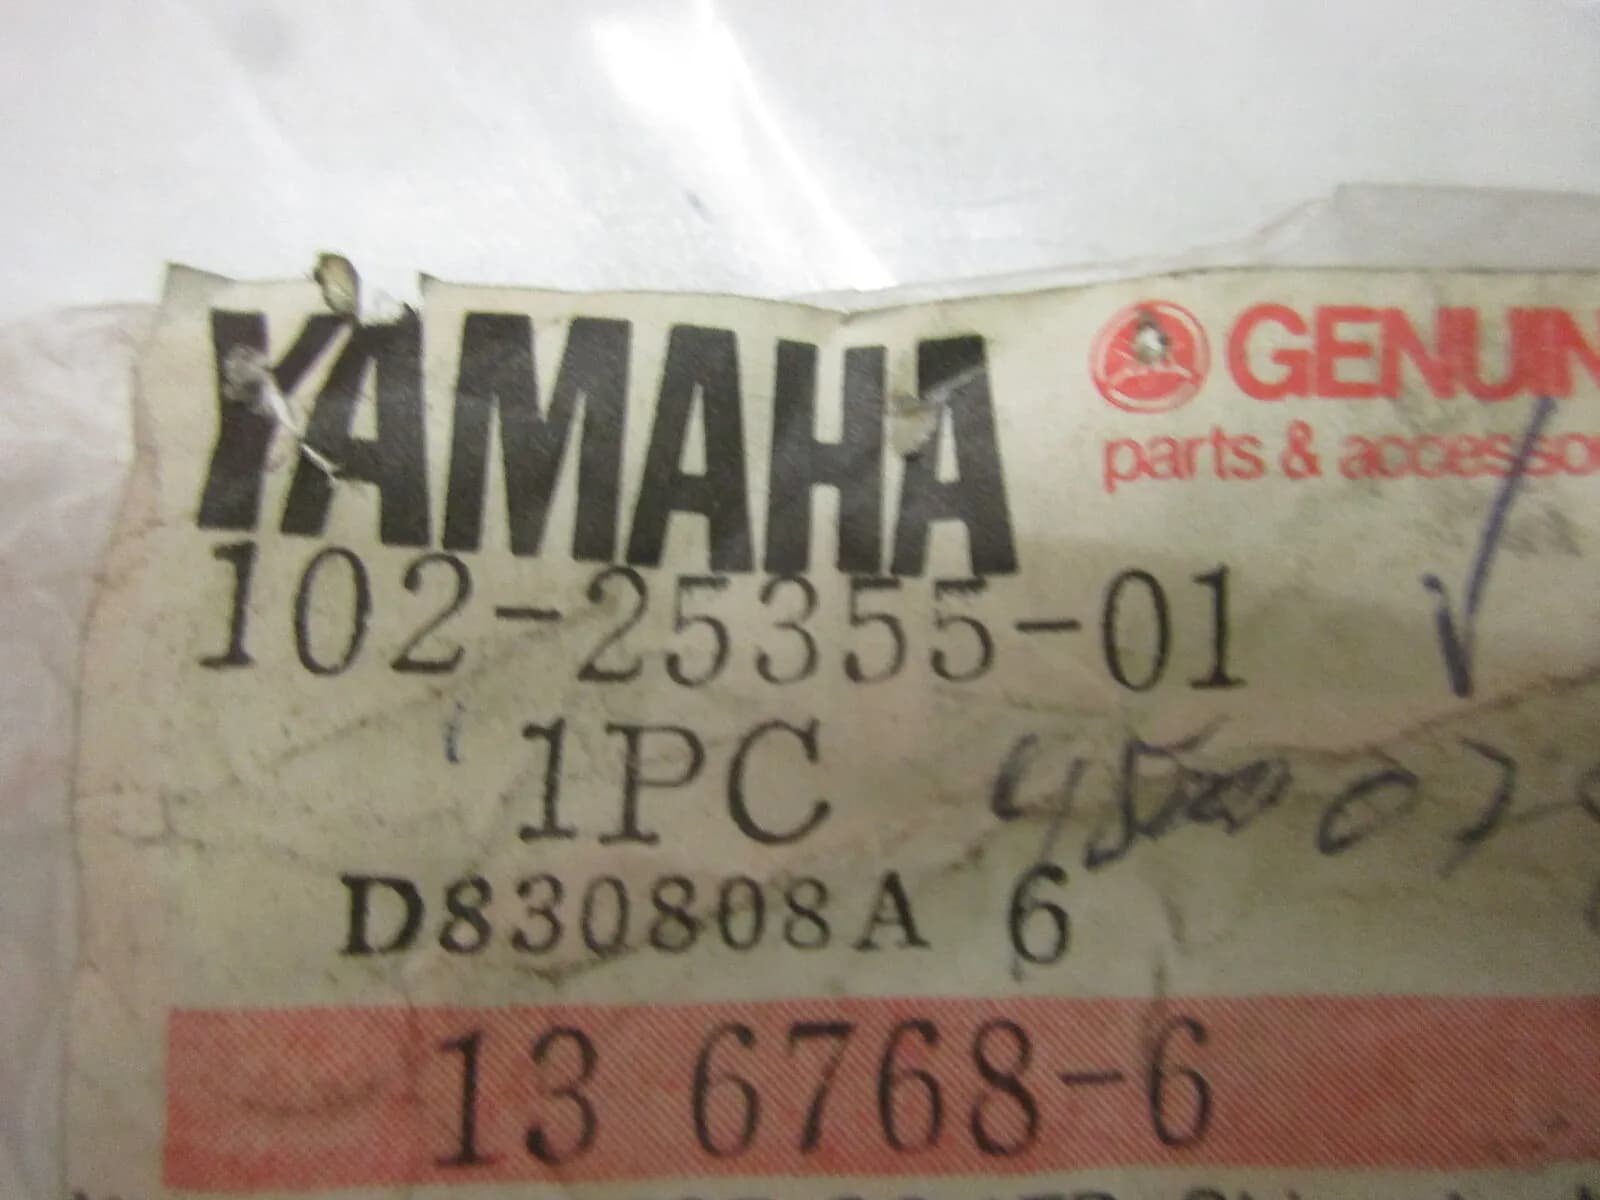 YAMAHA
GENUIN
parts & accesso
102-25355-01
1PC
D830808A 6
13 6768-6